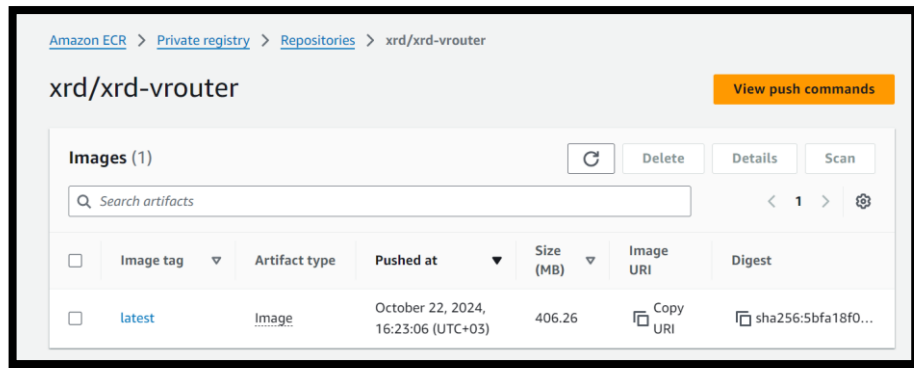 Amazon ECR > Private registry > Repositories > xrd/xrd-vrouter
xrd/xrd-vrouter
View push commands
Images (1)
Delete
Details
Scan
Search artifacts
< 1 >
Image tag
Artifact type
Pushed at
Size (MB)
Image URI
Digest
latest
Image
October 22, 2024,
16:23:06 (UTC+03)
406.26
Copy
URI
sha256:5bfa18f0...